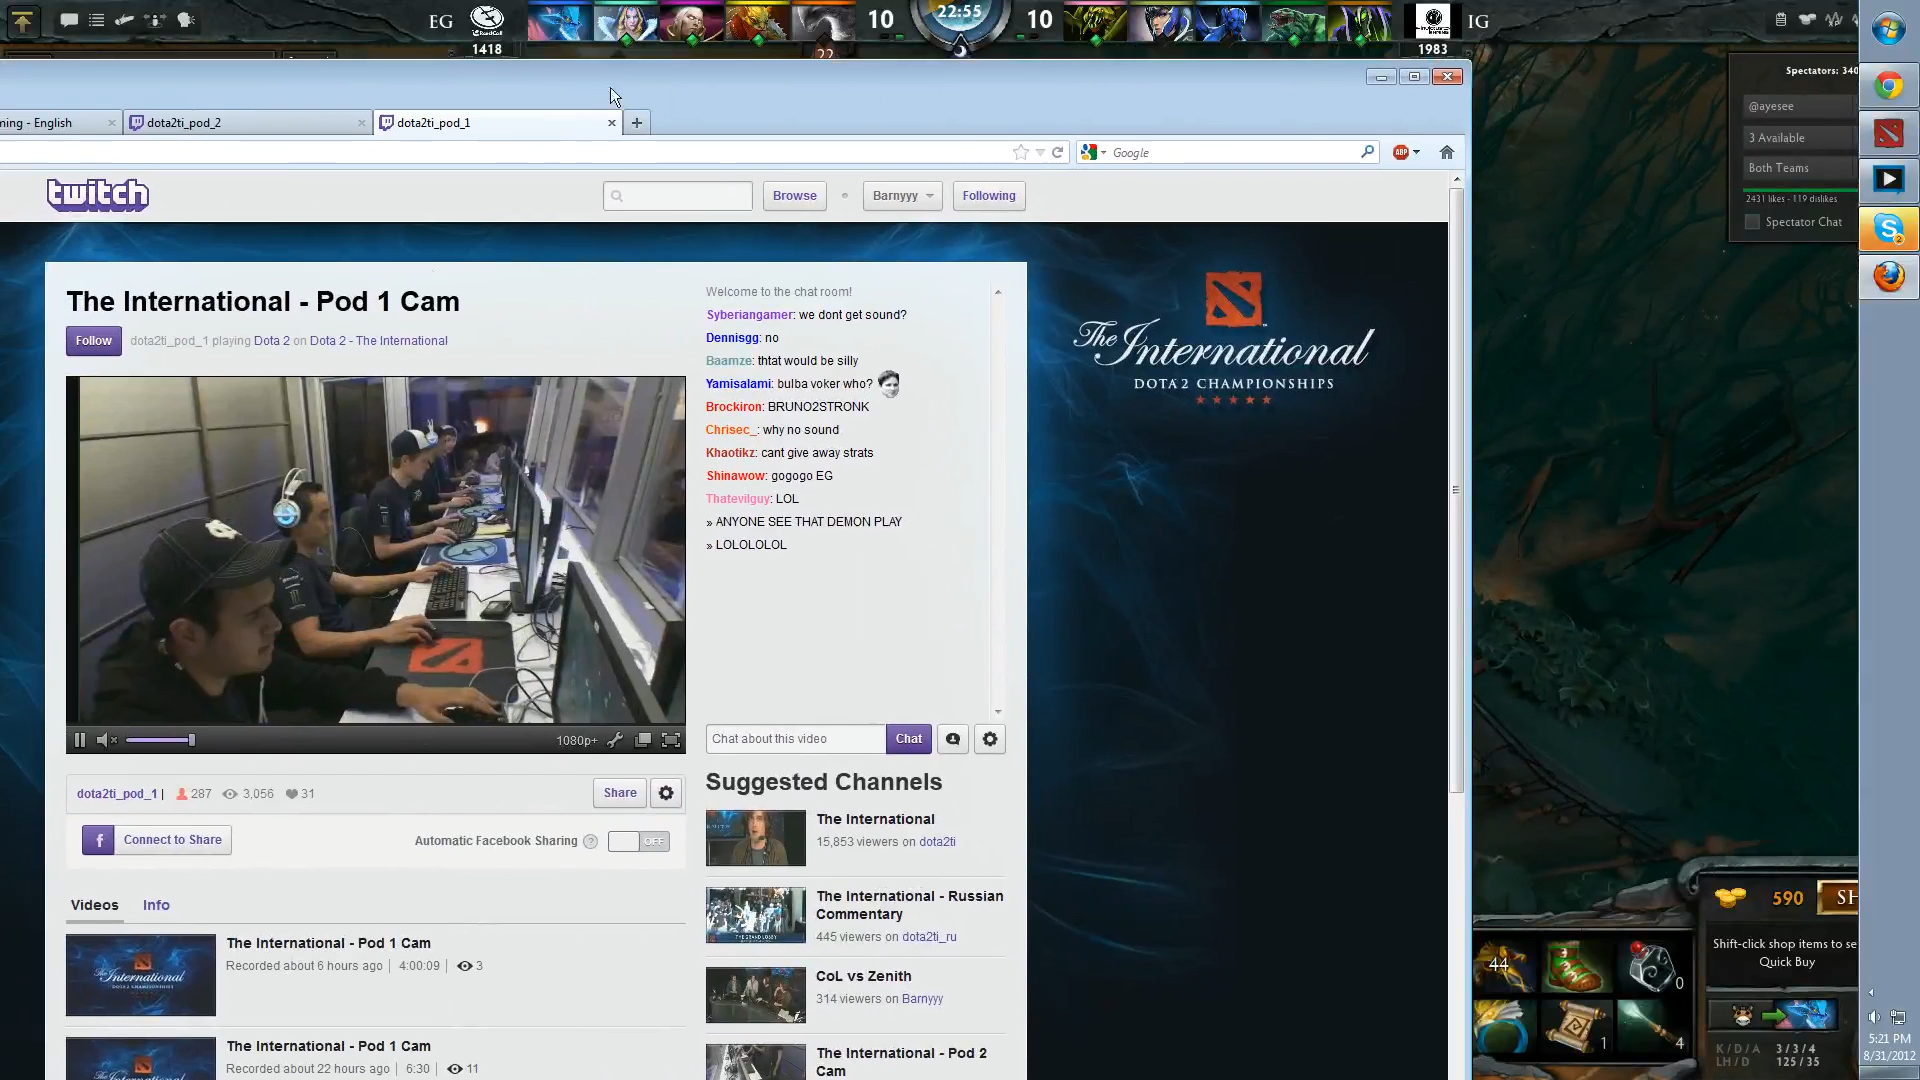 EG
1418
10
22:55
10
1983
IG
22
Spectators: 340
@ayesee
3 Available
Both Teams
2431 likes - 119 dislikes
Spectator Chat
ming - English
dota2ti_pod_2
dota2ti_pod_1
Google
ABP
twitch
Browse
Barnyyy
Following
The International - Pod 1 Cam
Follow
dota2ti_pod_1 playing Dota 2 on Dota 2 - The International
Welcome to the chat room!
Syberiangamer: we dont get sound?
Dennisgg: no
Baamze: thtat would be silly
Yamisalami: bulba voker who?
Brockiron: BRUNO2STRONK
Chrisec_: why no sound
Khaotikz: cant give away strats
Shinawow: gogogo EG
Thatevilguy: LOL
» ANYONE SEE THAT DEMON PLAY
» LOLOLOLOL
The International
DOTA 2 CHAMPIONSHIPS
1080p+
Chat about this video
Chat
dota2ti_pod_1 | 287 3,056 31
Share
Connect to Share
Automatic Facebook Sharing ? OFF
Suggested Channels
The International
15,853 viewers on dota2ti
The International - Russian
Commentary
445 viewers on dota2ti_ru
CoL vs Zenith
314 viewers on Barnyyy
The International - Pod 2
Cam
Videos
Info
The International - Pod 1 Cam
Recorded about 6 hours ago | 4:00:09 | 3
The International - Pod 1 Cam
Recorded about 22 hours ago | 6:30 | 11
590
SH
Shift-click shop items to se
Quick Buy
44
0
1
4
K / D / A 3 / 3 / 4
LH / D 125 / 35
2
5:21 PM
8/31/2012